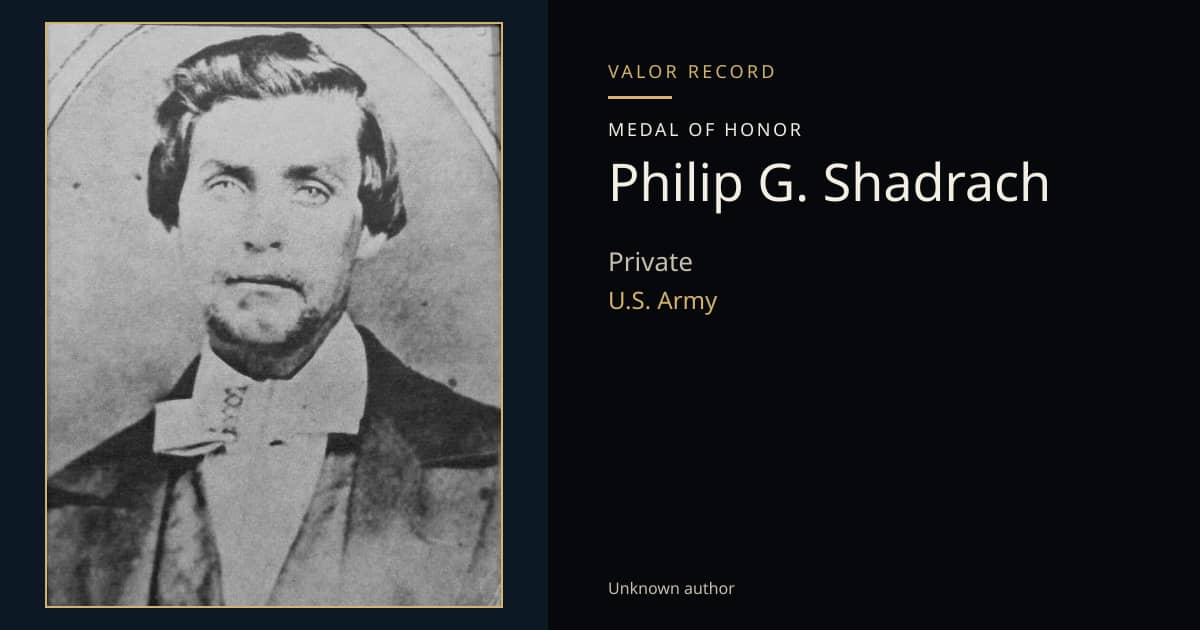 VALOR RECORD
MEDAL OF HONOR
Philip G. Shadrach
Private
U.S. Army
Unknown author